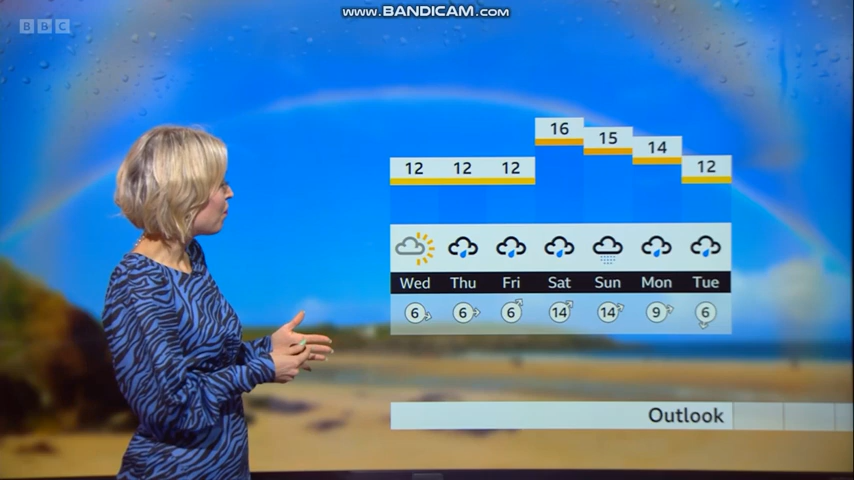 BBC
www.BANDICAM.com
16
15
14
12 12 12
12
Wed Thu Fri Sat Sun Mon Tue
6 6 6 14 14 9 6
Outlook